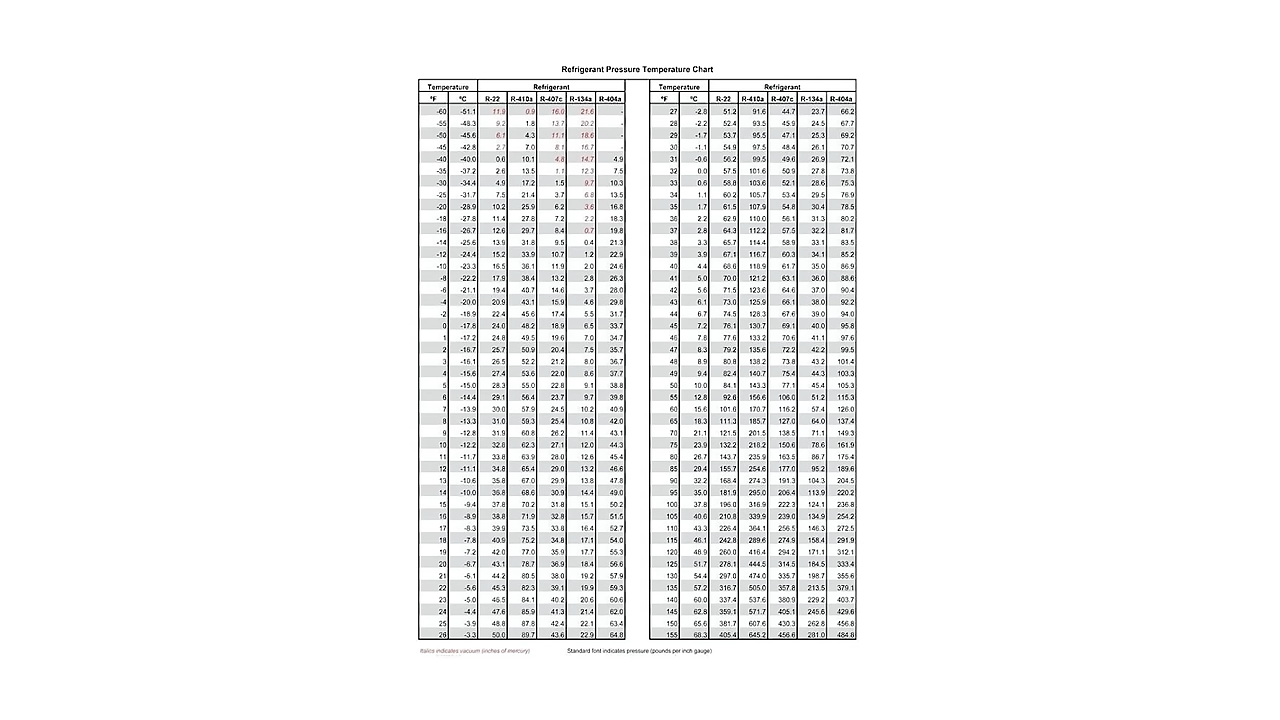 Refrigerant Pressure Temperature Chart
Temperature Refrigerant Temperature Refrigerant
°F °C R-22 R-410a R-407c R-134a R-404a °F °C R-22 R-410a R-407c R-134a R-404a
-60 -51.1 11.9 0.9 16.0 21.6 - 27 -2.8 51.2 91.6 44.7 23.7 66.2
-55 -48.3 9.2 1.8 13.7 20.2 - 28 -2.2 52.4 93.5 45.9 24.5 67.7
-50 -45.6 6.1 4.3 11.1 18.6 - 29 -1.7 53.7 95.5 47.1 25.3 69.2
-45 -42.8 2.7 7.0 8.1 16.7 - 30 -1.1 54.9 97.5 48.4 26.1 70.7
-40 -40.0 0.6 10.1 4.8 14.7 4.9 31 -0.6 56.2 99.5 49.6 26.9 72.1
-35 -37.2 2.6 13.5 1.1 12.3 7.5 32 0.0 57.5 101.6 50.9 27.8 73.8
-30 -34.4 4.9 17.2 1.5 9.7 10.3 33 0.6 58.8 103.6 52.1 28.6 75.3
-25 -31.7 7.5 21.4 3.7 6.8 13.5 34 1.1 60.2 105.7 53.4 29.5 76.9
-20 -28.9 10.2 25.9 6.2 3.6 16.8 35 1.7 61.5 107.9 54.8 30.4 78.5
-18 -27.8 11.4 27.8 7.2 2.2 18.3 36 2.2 62.9 110.0 56.1 31.3 80.2
-16 -26.7 12.6 29.7 8.4 0.7 19.8 37 2.8 64.3 112.2 57.5 32.2 81.7
-14 -25.6 13.9 31.8 9.5 0.4 21.3 38 3.3 65.7 114.4 58.9 33.1 83.5
-12 -24.4 15.2 33.9 10.7 1.2 22.9 39 3.9 67.1 116.7 60.3 34.1 85.2
-10 -23.3 16.5 36.1 11.9 2.0 24.6 40 4.4 68.6 118.9 61.7 35.0 86.9
-8 -22.2 17.9 38.4 13.2 2.8 26.3 41 5.0 70.0 121.2 63.1 36.0 88.6
-6 -21.1 19.4 40.7 14.6 3.7 28.0 42 5.6 71.5 123.6 64.6 37.0 90.4
-4 -20.0 20.9 43.1 15.9 4.6 29.8 43 6.1 73.0 125.9 66.1 38.0 92.2
-2 -18.9 22.4 45.6 17.4 5.5 31.7 44 6.7 74.5 128.3 67.6 39.0 94.0
0 -17.8 24.0 48.2 18.9 6.5 33.7 45 7.2 76.1 130.7 69.1 40.0 95.8
1 -17.2 24.8 49.5 19.6 7.0 34.7 46 7.8 77.6 133.2 70.6 41.1 97.6
2 -16.7 25.7 50.9 20.4 7.5 35.7 47 8.3 79.2 135.6 72.2 42.2 99.5
3 -16.1 26.5 52.2 21.2 8.0 36.7 48 8.9 80.8 138.2 73.8 43.2 101.4
4 -15.6 27.4 53.6 22.0 8.6 37.7 49 9.4 82.4 140.7 75.4 44.3 103.3
5 -15.0 28.3 55.0 22.8 9.1 38.8 50 10.0 84.1 143.3 77.1 45.4 105.3
6 -14.4 29.1 56.4 23.7 9.7 39.8 55 12.8 92.6 156.6 106.0 51.2 115.3
7 -13.9 30.0 57.9 24.5 10.2 40.9 60 15.6 101.6 170.7 116.2 57.4 126.0
8 -13.3 31.0 59.3 25.4 10.8 42.0 65 18.3 111.3 185.7 127.0 64.0 137.4
9 -12.8 31.9 60.8 26.2 11.4 43.1 70 21.1 121.5 201.5 138.5 71.1 149.3
10 -12.2 32.8 62.3 27.1 12.0 44.3 75 23.9 132.2 218.2 150.6 78.6 161.9
11 -11.7 33.8 63.9 28.0 12.6 45.4 80 26.7 143.7 235.9 163.5 86.7 175.4
12 -11.1 34.8 65.4 29.0 13.2 46.6 85 29.4 155.7 254.6 177.0 95.2 189.6
13 -10.6 35.8 67.0 29.9 13.8 47.8 90 32.2 168.4 274.3 191.3 104.3 204.5
14 -10.0 36.8 68.6 30.9 14.4 49.0 95 35.0 181.9 295.0 206.4 113.9 220.2
15 -9.4 37.8 70.2 31.8 15.1 50.2 100 37.8 196.0 316.9 222.3 124.1 236.8
16 -8.9 38.8 71.9 32.8 15.7 51.5 105 40.6 210.8 339.9 239.0 134.9 254.2
17 -8.3 39.9 73.5 33.8 16.4 52.7 110 43.3 226.4 364.1 256.5 146.3 272.5
18 -7.8 40.9 75.2 34.8 17.1 54.0 115 46.1 242.8 289.6 274.9 158.4 291.9
19 -7.2 42.0 77.0 35.9 17.7 55.3 120 48.9 260.0 416.4 294.2 171.1 312.1
20 -6.7 43.1 78.7 36.9 18.4 56.6 125 51.7 278.1 444.5 314.5 184.5 333.4
21 -6.1 44.2 80.5 38.0 19.2 57.9 130 54.4 297.0 474.0 335.7 198.7 355.6
22 -5.6 45.3 82.3 39.1 19.9 59.3 135 57.2 316.7 505.0 357.8 213.5 379.1
23 -5.0 46.5 84.1 40.2 20.6 60.6 140 60.0 337.4 537.6 380.9 229.2 403.7
24 -4.4 47.6 85.9 41.3 21.4 62.0 145 62.8 359.1 571.7 405.1 245.6 429.6
25 -3.9 48.8 87.8 42.4 22.1 63.4 150 65.6 381.7 607.6 430.3 262.8 456.8
26 -3.3 50.0 89.7 43.6 22.9 64.8 155 68.3 405.4 645.2 456.6 281.0 484.8
Italics indicates vacuum (inches of mercury) Standard font indicates pressure (pounds per inch gauge)